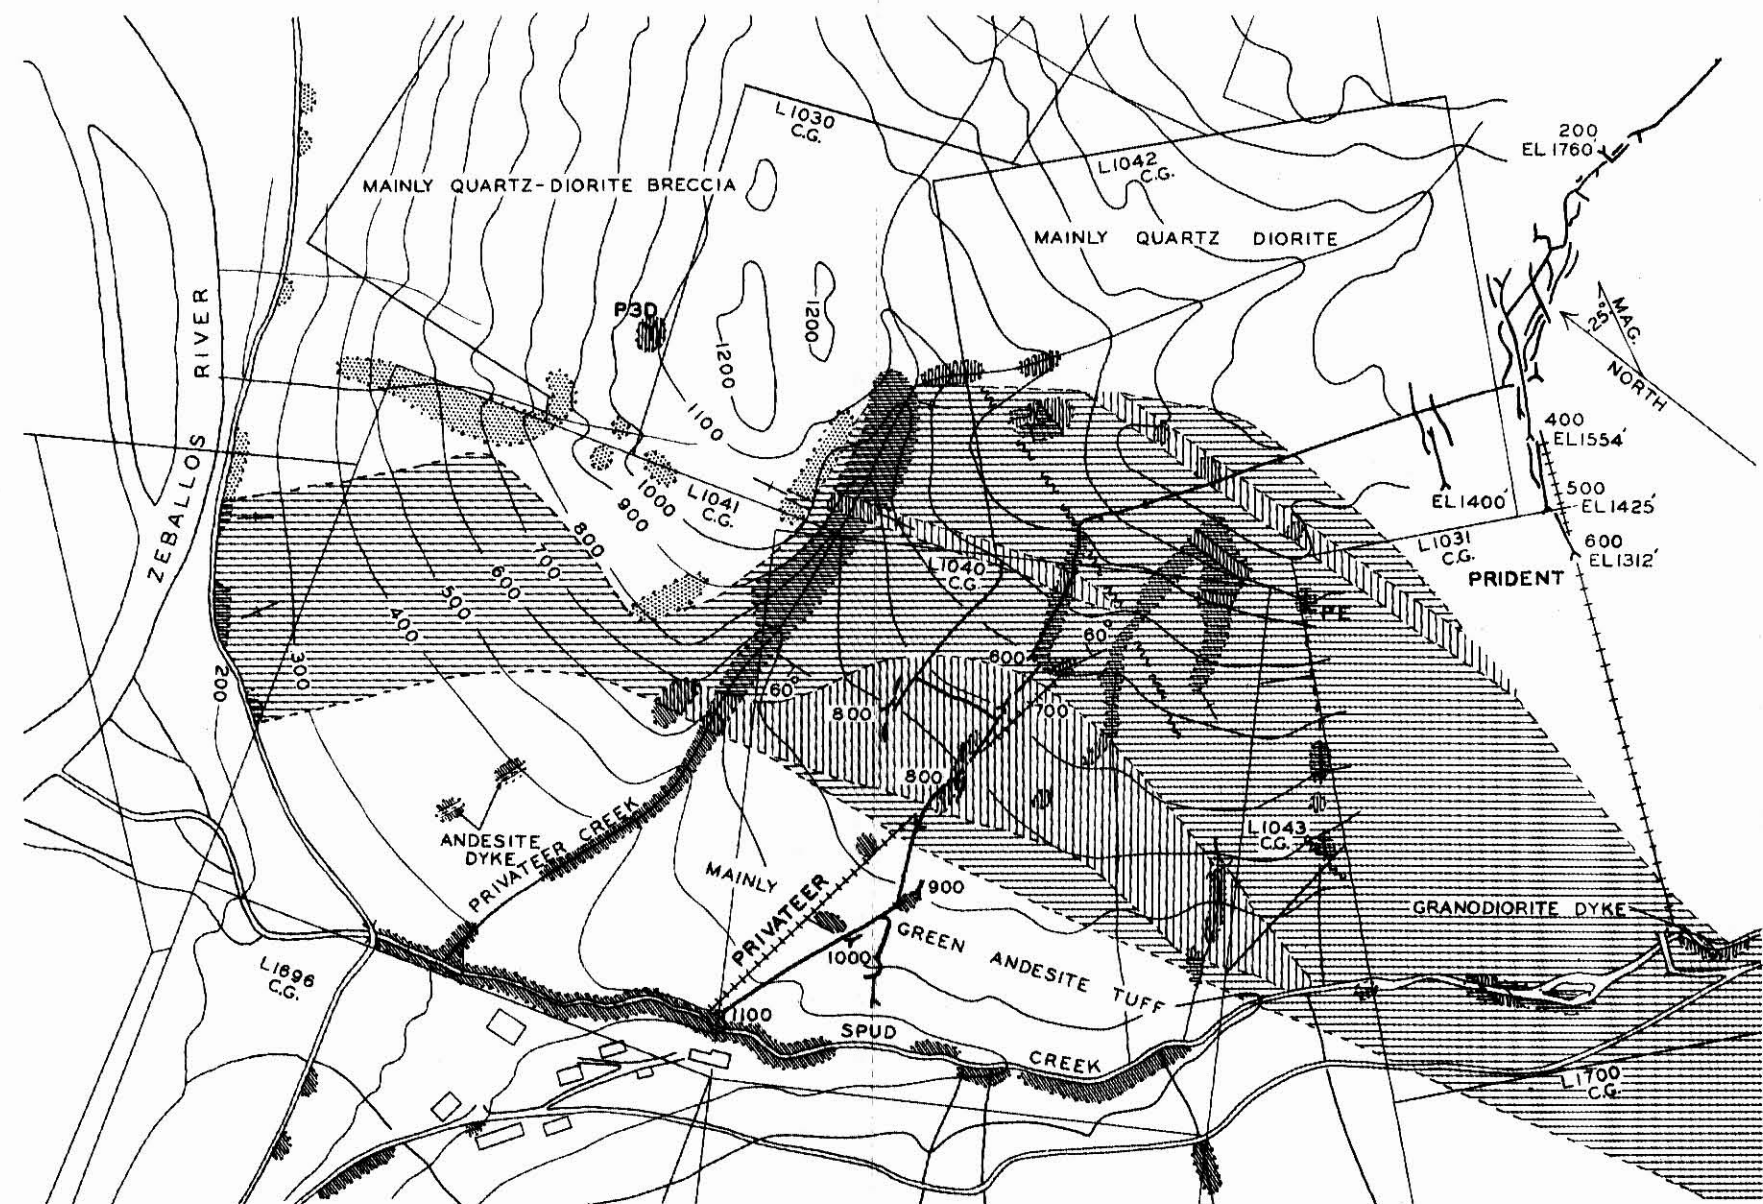 L1030
C.G.
200
EL 1760'
L1042
C.G.
MAINLY QUARTZ-DIORITE BRECCIA
MAINLY QUARTZ DIORITE
ZEBALLOS RIVER
P3D
1200
1200
25°
MAG.
NORTH
1100
400
EL1554'
1000
900
L1041
C.G.
EL1400'
500
EL1425'
800
700
600
500
400
300
200
L1040
C.G.
L1031
C.G.
600
EL1312'
PRIDENT
PE
60°
600
60°
800
700
800
ANDESITE
DYKE
PRIVATEER CREEK
L1043
C.G.
MAINLY
PRIVATEER
900
GRANODIORITE DYKE
1000
GREEN ANDESITE TUFF
L1696
C.G.
1100
SPUD
CREEK
L1700
C.G.